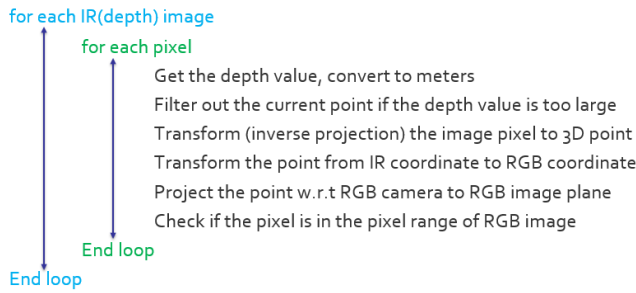 for each IR(depth) image
for each pixel
Get the depth value, convert to meters
Filter out the current point if the depth value is too large
Transform (inverse projection) the image pixel to 3D point
Transform the point from IR coordinate to RGB coordinate
Project the point w.r.t RGB camera to RGB image plane
Check if the pixel is in the pixel range of RGB image
End loop
End loop